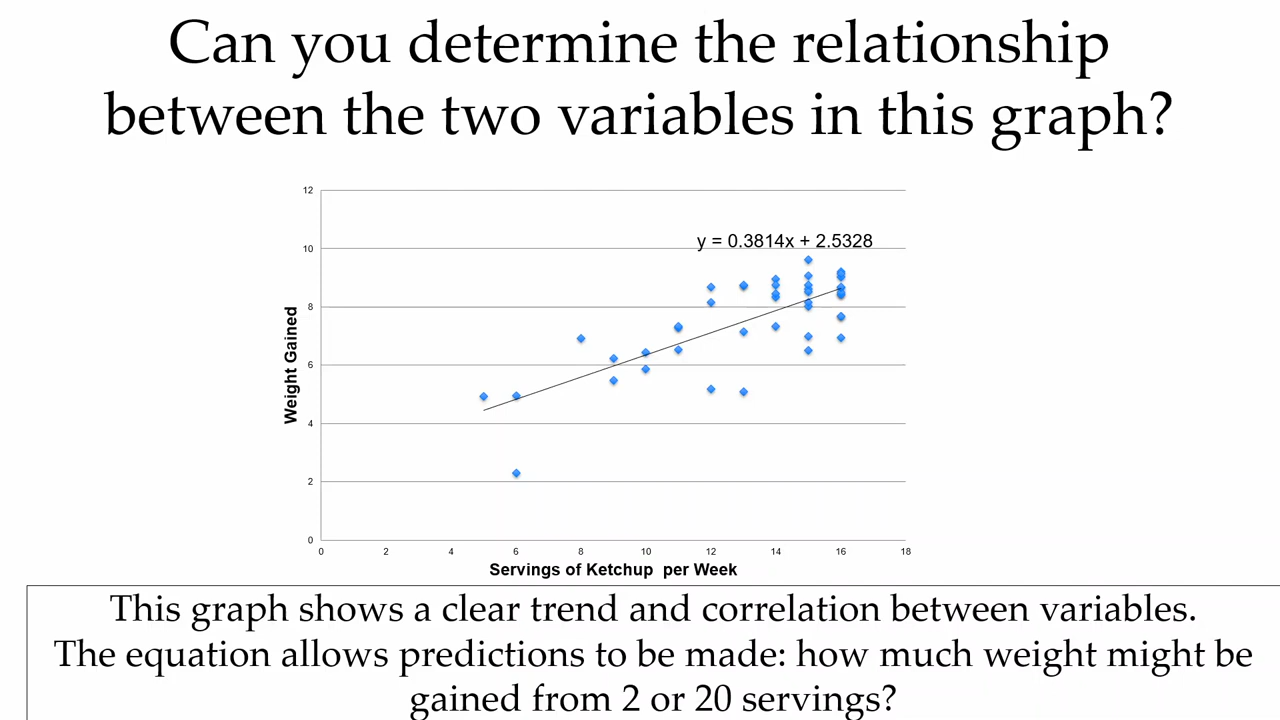 Can you determine the relationship
between the two variables in this graph?
12
10
8
6
4
2
0
y = 0.3814x + 2.5328
Weight Gained
0 2 4 6 8 10 12 14 16 18
Servings of Ketchup per Week
This graph shows a clear trend and correlation between variables.
The equation allows predictions to be made: how much weight might be
gained from 2 or 20 servings?